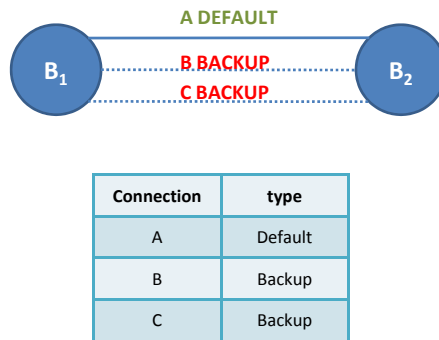 A DEFAULT
B BACKUP
B₁ B₂
C BACKUP
Connection type
A Default
B Backup
C Backup